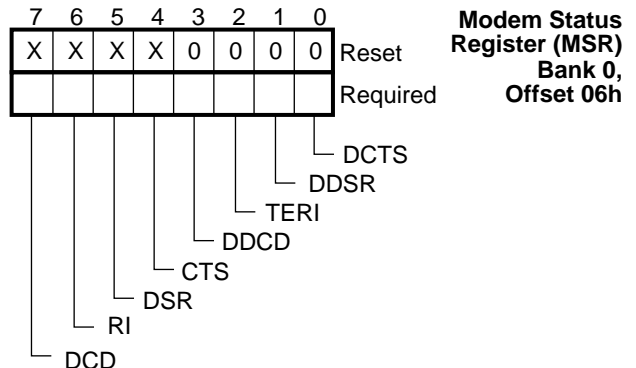 7 6 5 4 3 2 1 0
X X X X 0 0 0 0 Reset
Required
Modem Status
Register (MSR)
Bank 0,
Offset 06h
DCTS
DDSR
TERI
DDCD
CTS
DSR
RI
DCD